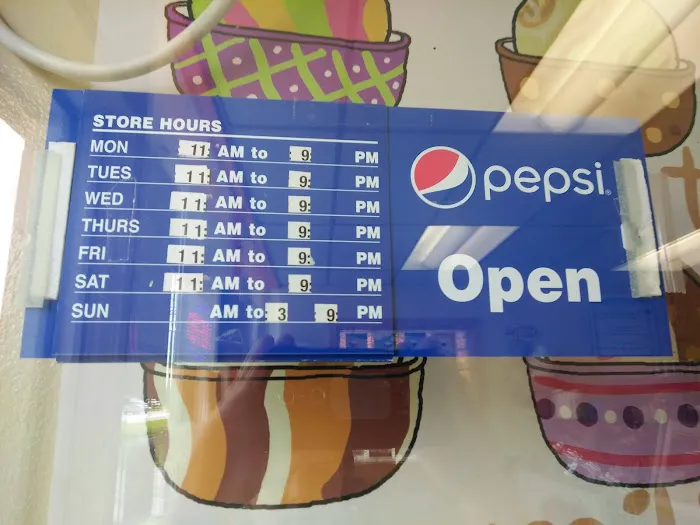 STORE HOURS
MON 11: AM to 9: PM
TUES 11: AM to 9: PM
WED 11: AM to 9: PM
THURS 11: AM to 9: PM
FRI 11: AM to 9: PM
SAT 11: AM to 9: PM
SUN AM to: 3 9: PM
pepsi
Open